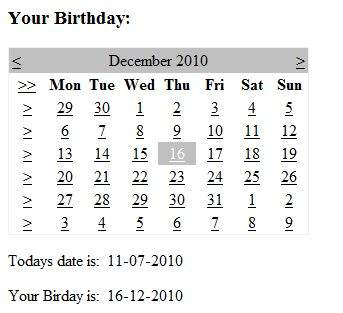 Your Birthday:
< December 2010 >
>> Mon Tue Wed Thu Fri Sat Sun
> 29 30 1 2 3 4 5
> 6 7 8 9 10 11 12
> 13 14 15 16 17 18 19
> 20 21 22 23 24 25 26
> 27 28 29 30 31 1 2
> 3 4 5 6 7 8 9
Todays date is: 11-07-2010
Your Birday is: 16-12-2010